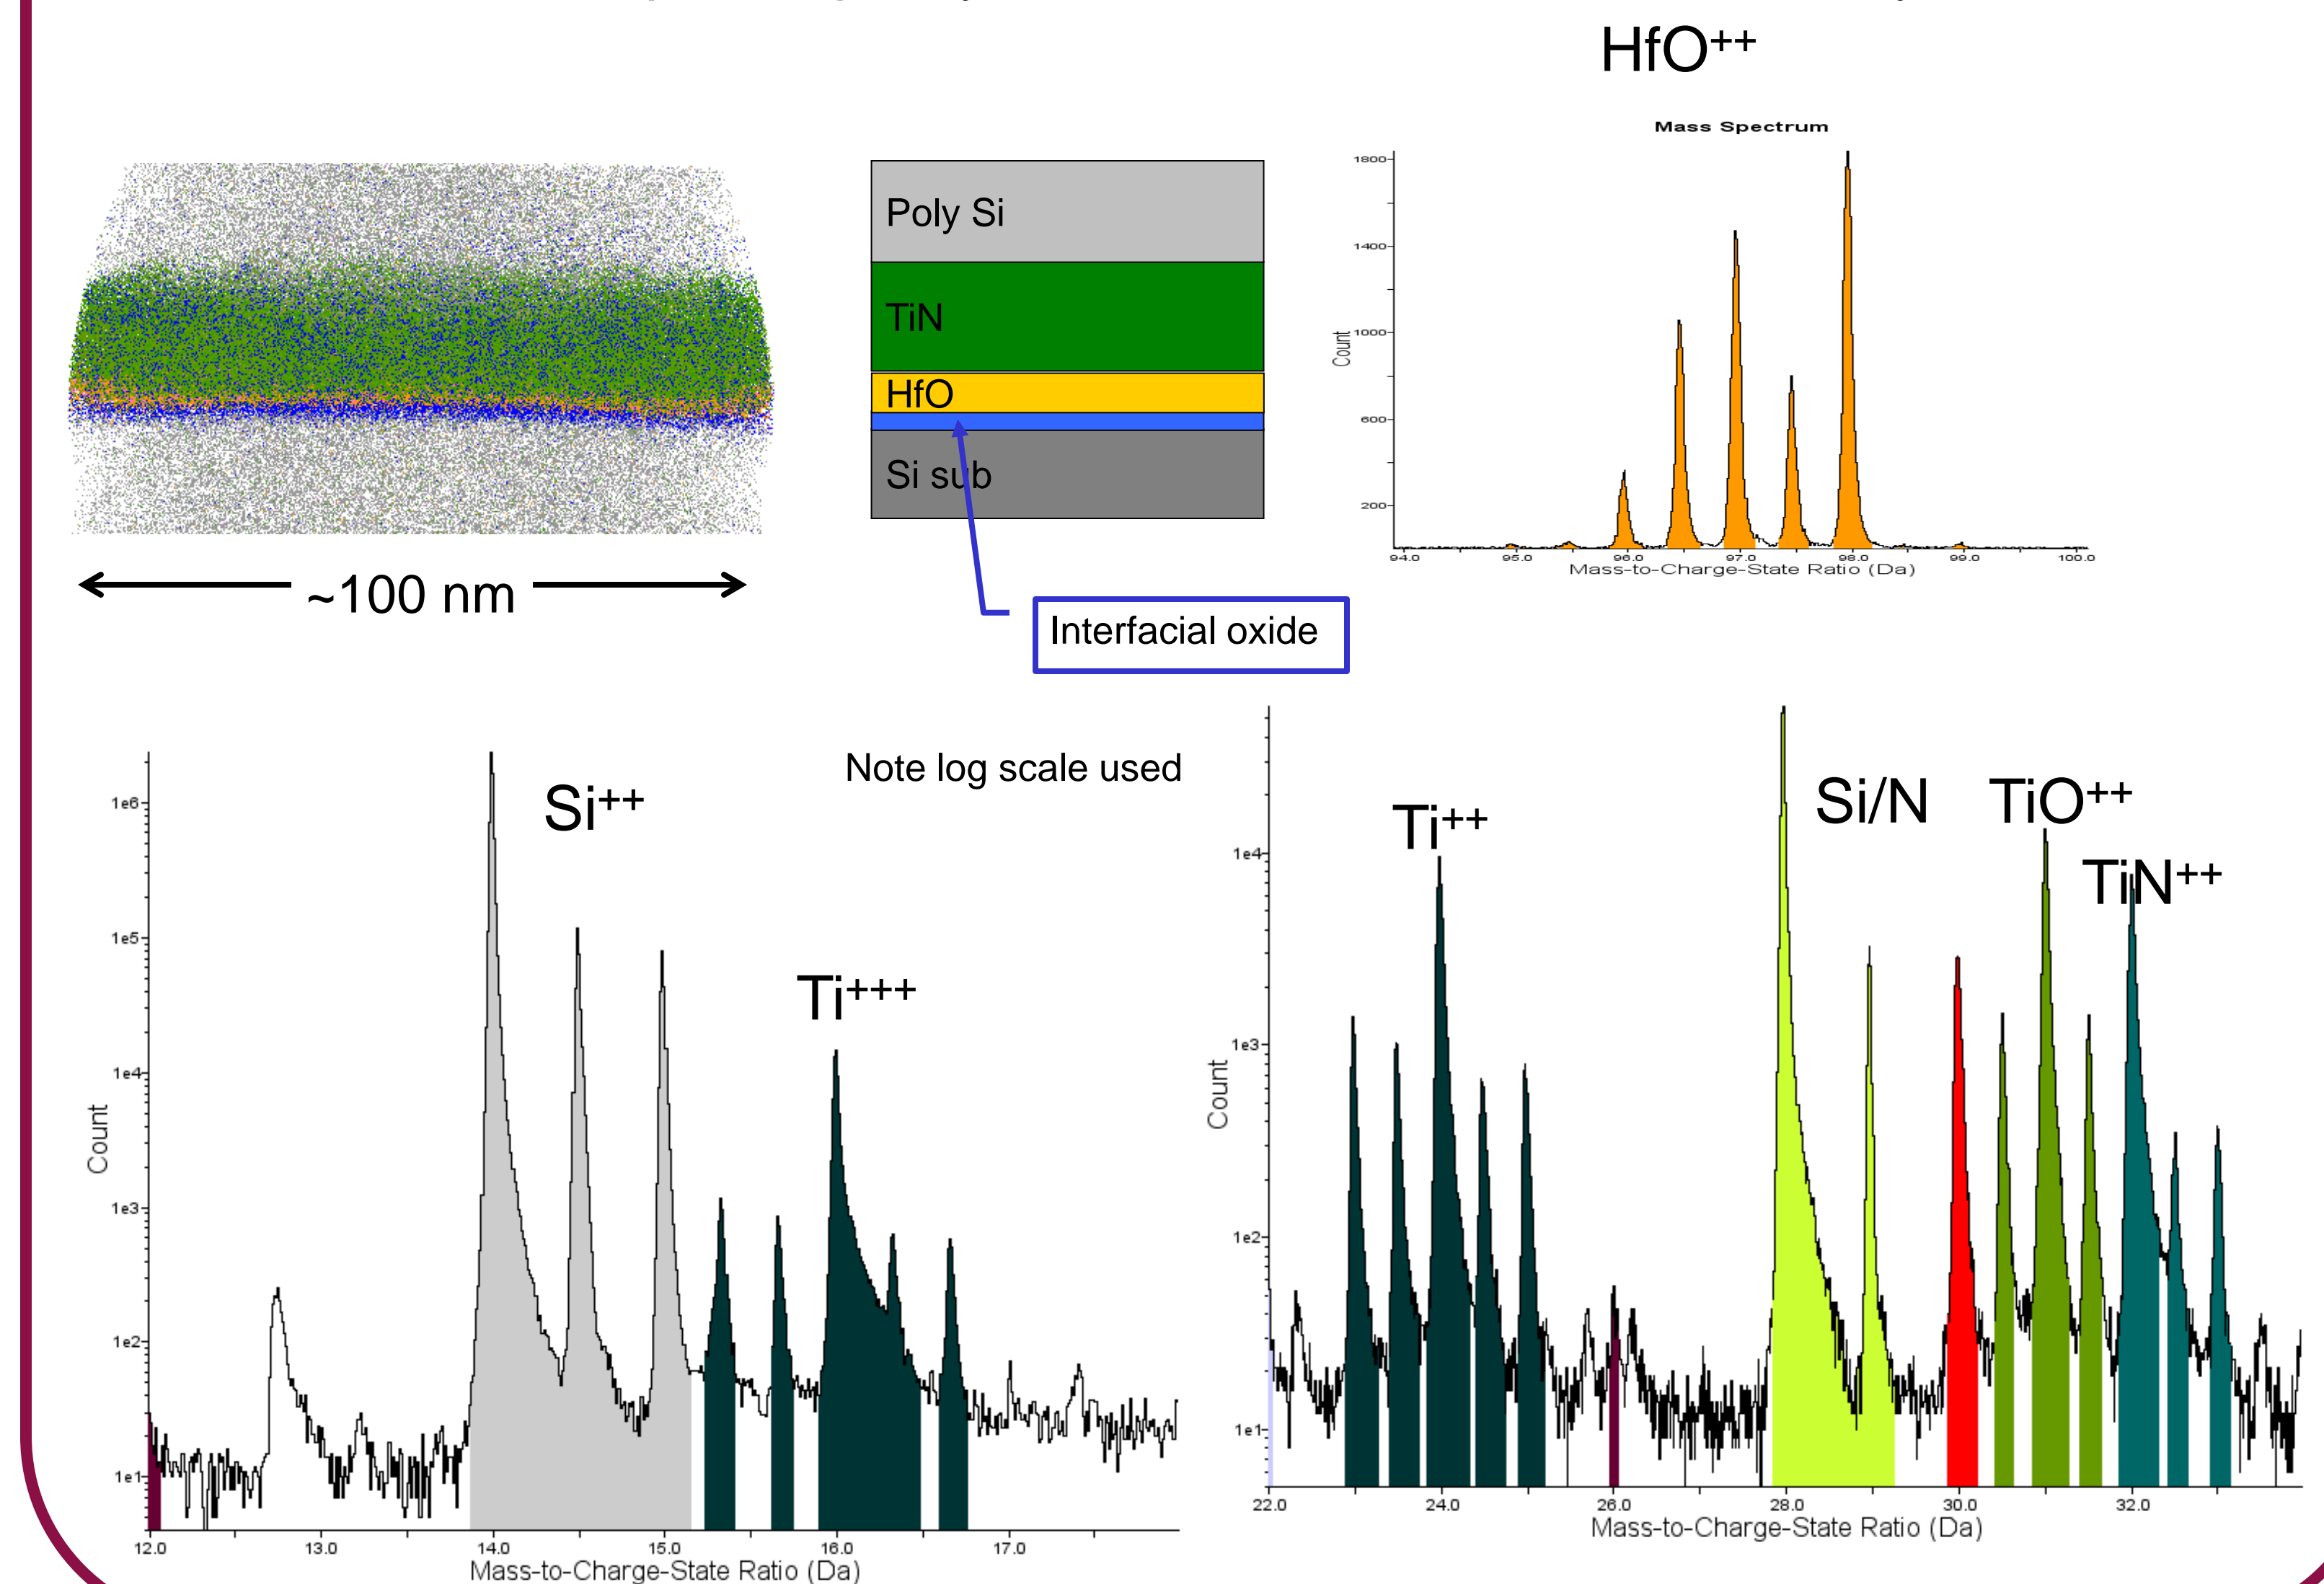 HfO++
Mass Spectrum
1800
1400
1000
600
200
Count
94.0 95.0 96.0 97.0 98.0 99.0 100.0
Mass-to-Charge-State Ratio (Da)
Poly Si
TiN
HfO
Si sub
~100 nm
Interfacial oxide
Note log scale used
Si++
Ti+++
1e6
1e5
1e4
1e3
1e2
1e1
Count
12.0 13.0 14.0 15.0 16.0 17.0
Mass-to-Charge-State Ratio (Da)
Ti++
Si/N
TiO++
TiN++
1e4
1e3
1e2
1e1
Count
22.0 24.0 26.0 28.0 30.0 32.0
Mass-to-Charge-State Ratio (Da)